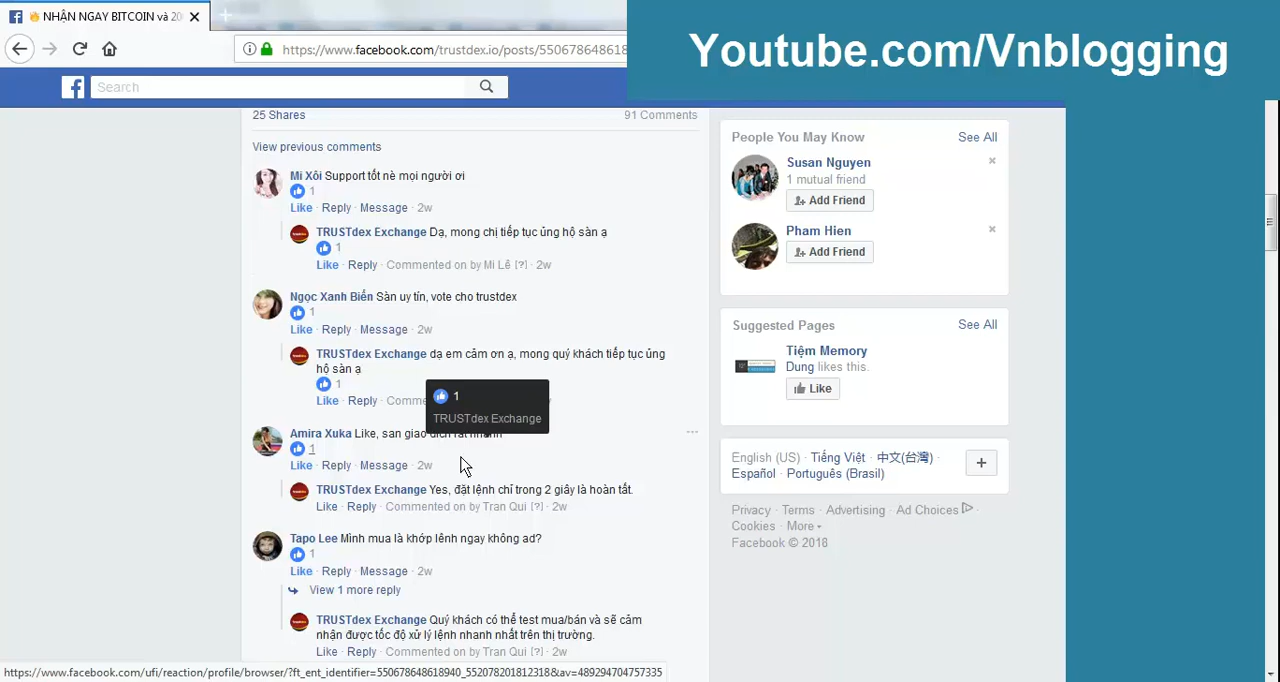 🔥 NHẬN NGAY BITCOIN và 20
https://www.facebook.com/trustdex.io/posts/550678648618
Youtube.com/Vnblogging
Search
25 Shares
91 Comments
View previous comments
Mi Xôi Support tốt nè mọi người ơi
1
Like · Reply · Message · 2w
TRUSTdex Exchange Dạ, mong chị tiếp tục ủng hộ sàn ạ
1
Like · Reply · Commented on by Mi Lê [?] · 2w
Ngọc Xanh Biển Sàn uy tín, vote cho trustdex
1
Like · Reply · Message · 2w
TRUSTdex Exchange dạ em cảm ơn ạ, mong quý khách tiếp tục ủng
hộ sàn ạ
1
Like · Reply · Comme
1
TRUSTdex Exchange
Amira Xuka Like, san giao
1
Like · Reply · Message · 2w
TRUSTdex Exchange Yes, đặt lệnh chỉ trong 2 giây là hoàn tất.
Like · Reply · Commented on by Tran Qui [?] · 2w
Tapo Lee Mình mua là khớp lênh ngay không ad?
1
Like · Reply · Message · 2w
View 1 more reply
TRUSTdex Exchange Quý khách có thể test mua/bán và sẽ cảm
nhận được tốc độ xử lý lệnh nhanh nhất trên thị trường.
Like · Reply · Commented on by Tran Qui [?] · 2w
People You May Know
See All
Susan Nguyen
1 mutual friend
Add Friend
Pham Hien
Add Friend
Suggested Pages
See All
Tiệm Memory
Dung likes this.
Like
English (US) · Tiếng Việt · 中文(台灣) ·
Español · Português (Brasil)
Privacy · Terms · Advertising · Ad Choices ·
Cookies · More
Facebook © 2018
https://www.facebook.com/ufi/reaction/profile/browser/?ft_ent_identifier=550678648618940_552078201812318&av=489294704757335